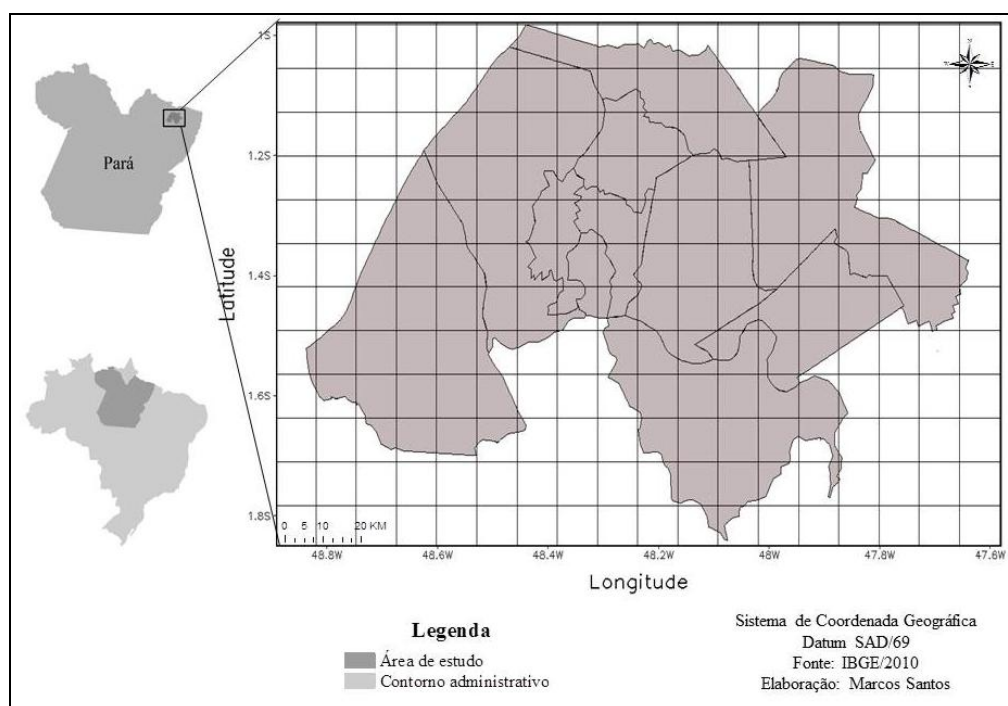 Pará
1S
1.2S
1.4S
1.6S
1.8S
Latitude
0 5 10 20 KM
48.8W 48.6W 48.4W 48.2W 48W 47.8W 47.6W
Longitude
Legenda
Área de estudo
Contorno administrativo
Sistema de Coordenada Geográfica
Datum SAD/69
Fonte: IBGE/2010
Elaboração: Marcos Santos